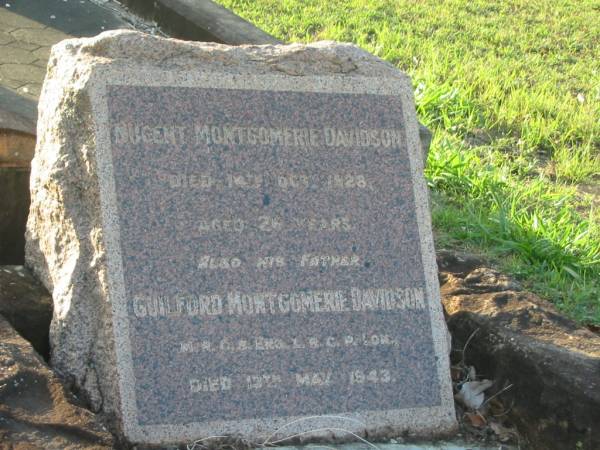 NUGENT MONTGOMERIE DAVIDSON
DIED 14TH OCT. 1928.
AGED 26 YEARS.
ALSO HIS FATHER
GUILFORD MONTGOMERIE DAVIDSON
M.R.C.S. ENG. L.R.C.P. LON.,
DIED 13TH MAY 1943.